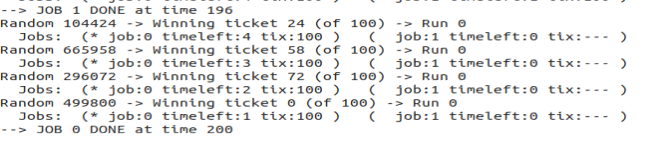 --> JOB 1 DONE at time 196
Random 104424 -> Winning ticket 24 (of 100) -> Run 0
Jobs: (* job:0 timeleft:4 tix:100 ) ( job:1 timeleft:0 tix:--- )
Random 665958 -> Winning ticket 58 (of 100) -> Run 0
Jobs: (* job:0 timeleft:3 tix:100 ) ( job:1 timeleft:0 tix:--- )
Random 296072 -> Winning ticket 72 (of 100) -> Run 0
Jobs: (* job:0 timeleft:2 tix:100 ) ( job:1 timeleft:0 tix:--- )
Random 499800 -> Winning ticket 0 (of 100) -> Run 0
Jobs: (* job:0 timeleft:1 tix:100 ) ( job:1 timeleft:0 tix:--- )
--> JOB 0 DONE at time 200